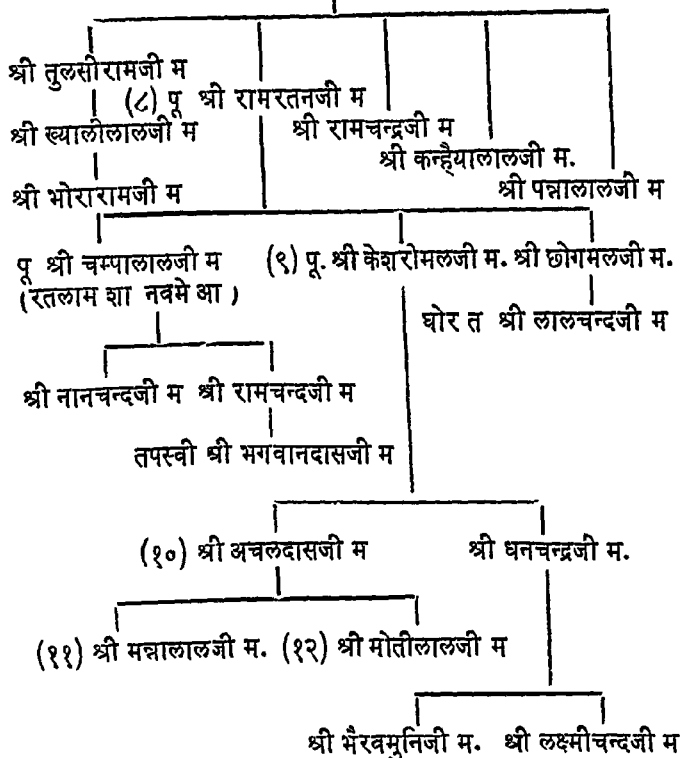 श्री तुलसीरामजी म
(८) पू श्री रामरतनजी म
श्री ख्यालीलालजी म
श्री रामचन्द्रजी म
श्री कन्हैयालालजी म.
श्री भोरारामजी म
श्री पन्नालालजी म
पू श्री चम्पालालजी म (९) पू. श्री केशरोमलजी म. श्री छोगमलजी म.
(रतलाम शा नवमे आ )
घोर त श्री लालचन्दजी म
श्री नानचन्दजी म श्री रामचन्दजी म
तपस्वी श्री भगवानदासजी म
(१०) श्री अचलदासजी म श्री धनचन्द्रजी म.
(११) श्री मन्नालालजी म. (१२) श्री मोतीलालजी म
श्री भैरवमुनिजी म. श्री लक्ष्मीचन्दजी म